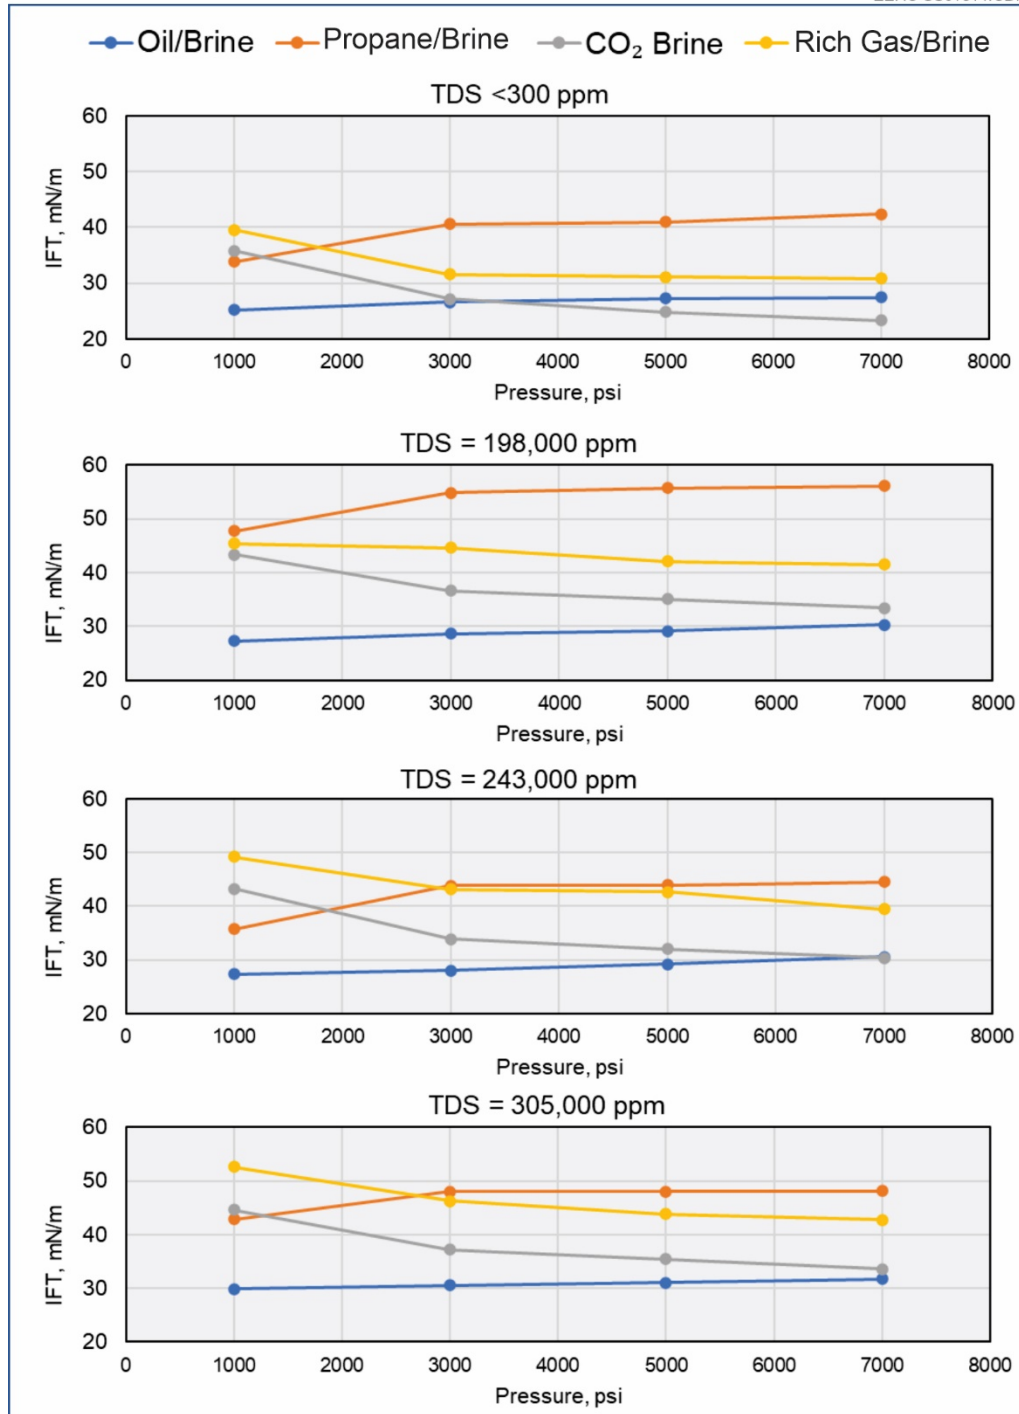 Oil/Brine Propane/Brine CO₂ Brine Rich Gas/Brine
TDS <300 ppm
60
50
40
30
20
IFT, mN/m
0 1000 2000 3000 4000 5000 6000 7000 8000
Pressure, psi
TDS = 198,000 ppm
60
50
40
30
20
IFT, mN/m
0 1000 2000 3000 4000 5000 6000 7000 8000
Pressure, psi
TDS = 243,000 ppm
60
50
40
30
20
IFT, mN/m
0 1000 2000 3000 4000 5000 6000 7000 8000
Pressure, psi
TDS = 305,000 ppm
60
50
40
30
20
IFT, mN/m
0 1000 2000 3000 4000 5000 6000 7000 8000
Pressure, psi